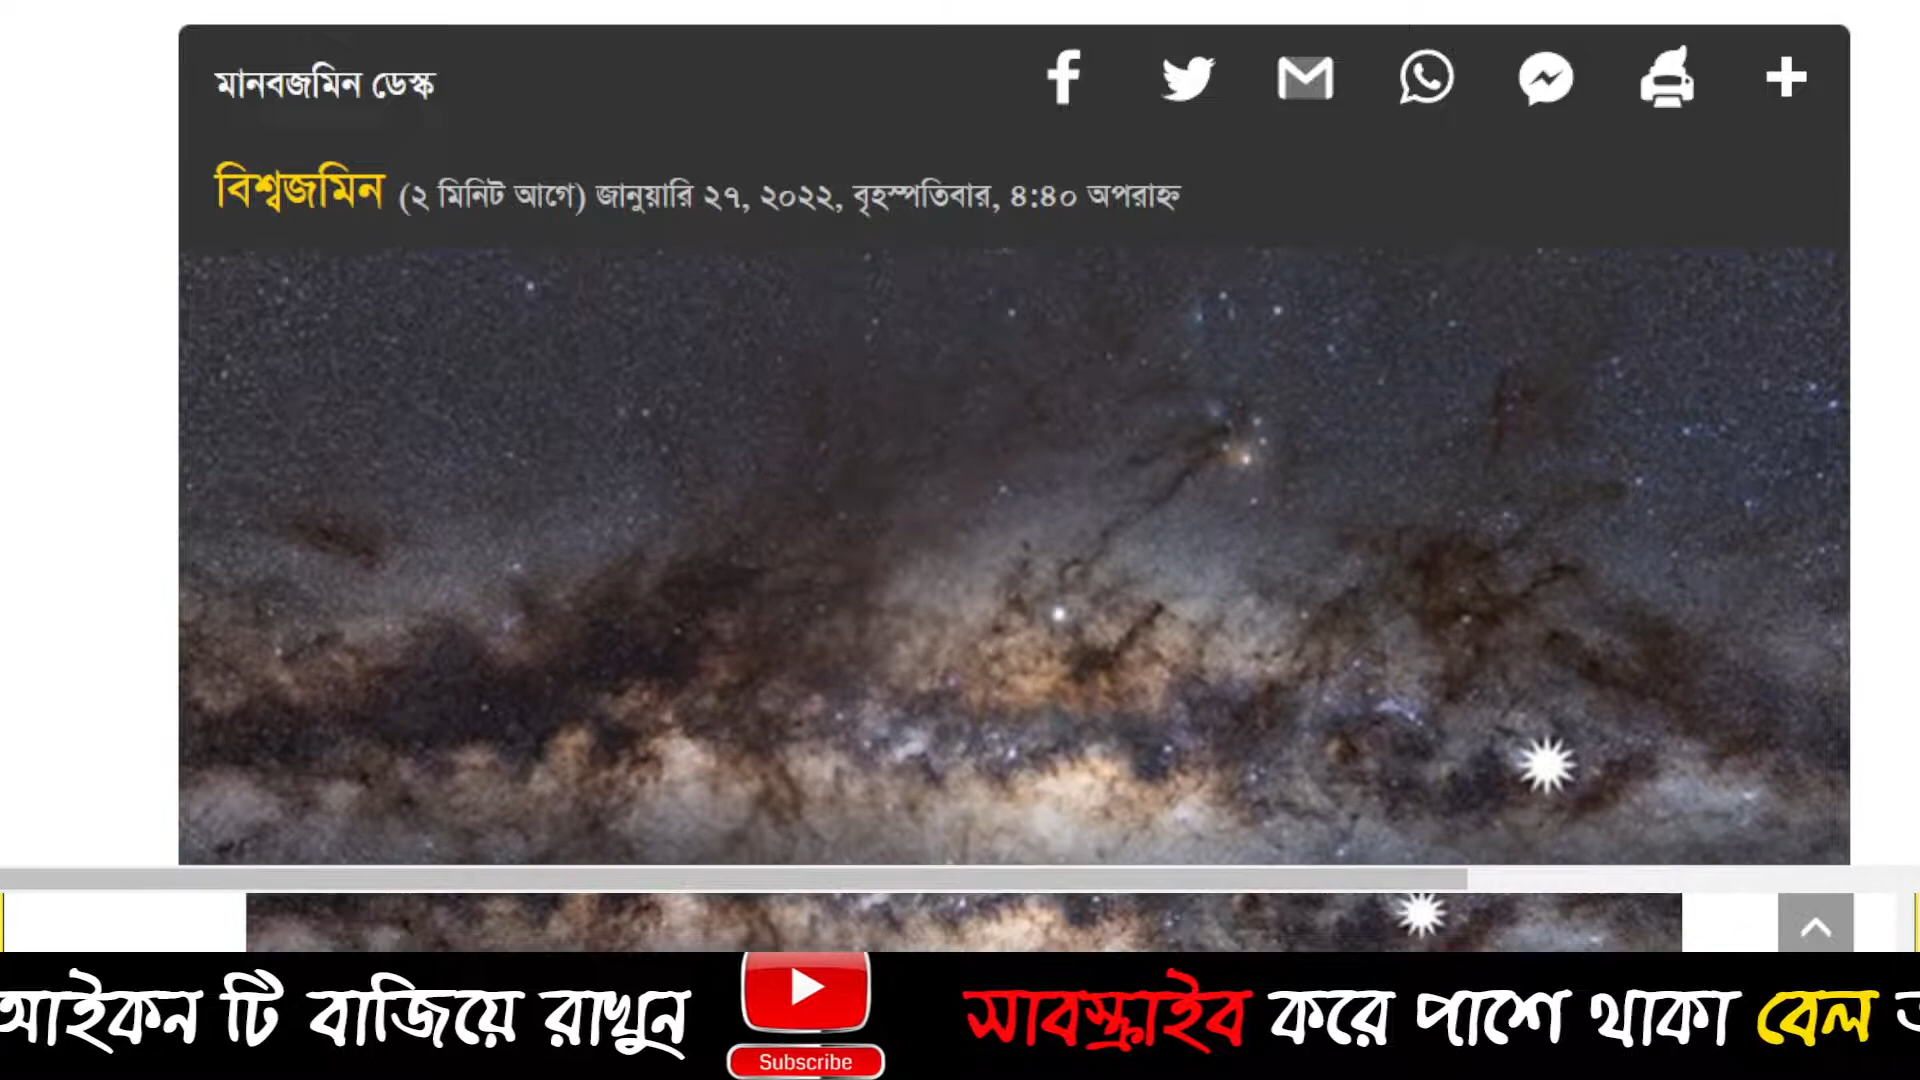 মানবজমিন ডেস্ক
বিশ্বজমিন (২ মিনিট আগে) জানুয়ারি ২৭, ২০২২, বৃহস্পতিবার, ৪:৪০ অপরাহ্ন
আইকন টি বাজিয়ে রাখুন
Subscribe
সাবস্ক্রাইব করে পাশে থাকা বেল